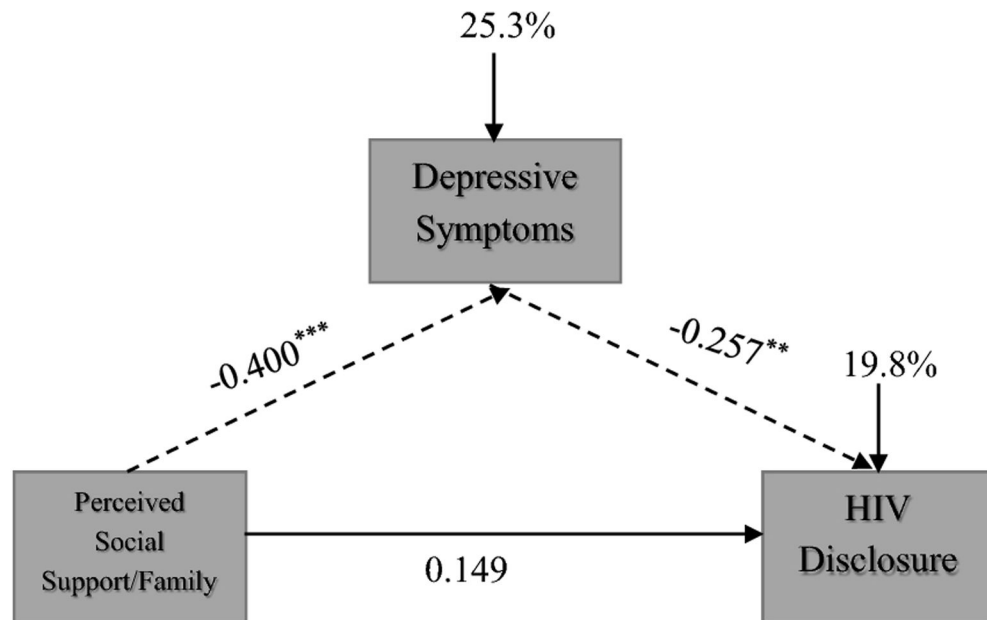 25.3%
Depressive
Symptoms
-0.400***
-0.257**
19.8%
Perceived
Social
Support/Family
0.149
HIV
Disclosure